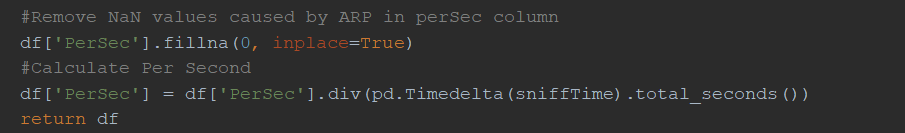 #Remove NaN values caused by ARP in perSec column
df['PerSec'].fillna(0, inplace=True)
#Calculate Per Second
df['PerSec'] = df['PerSec'].div(pd.Timedelta(sniffTime).total_seconds())
return df